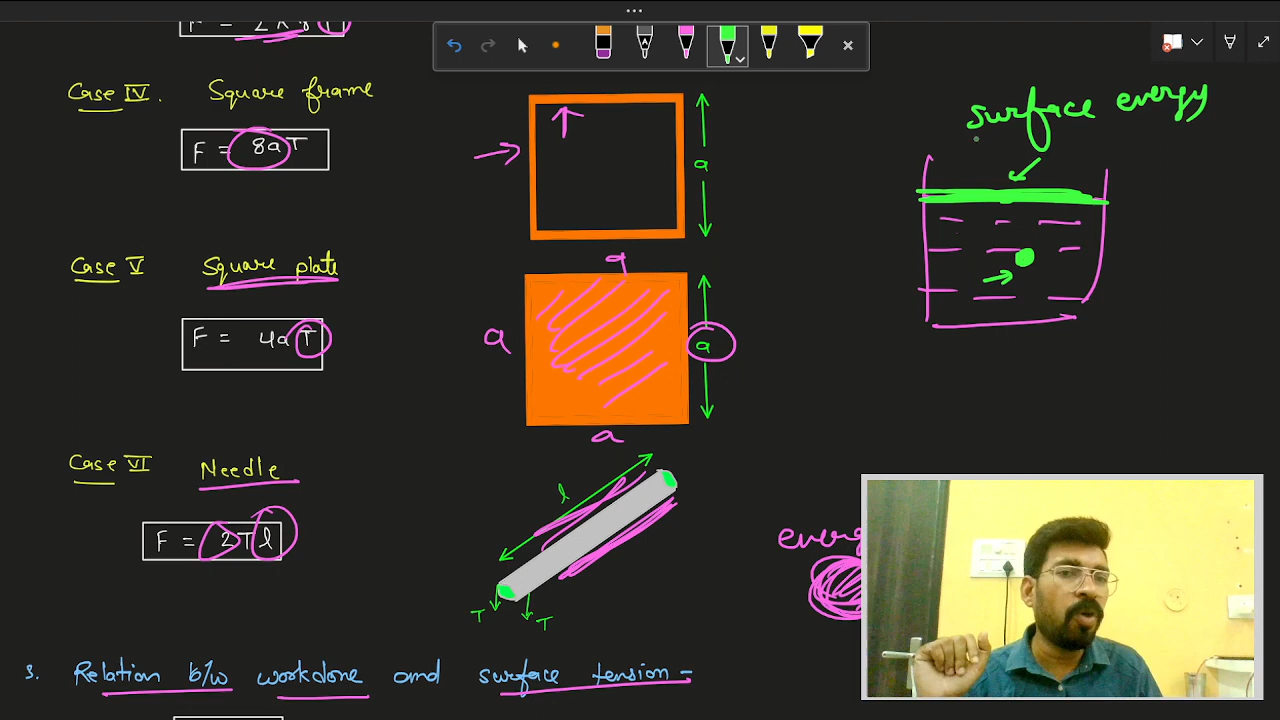 Case IV. Square frame
F = 8aT
a
surface energy
Case V Square plate
F = 4aT
a
a
a
a
Case VI Needle
F = 2Tl
l
T
T
3. Relation b/w workdone and surface tension-